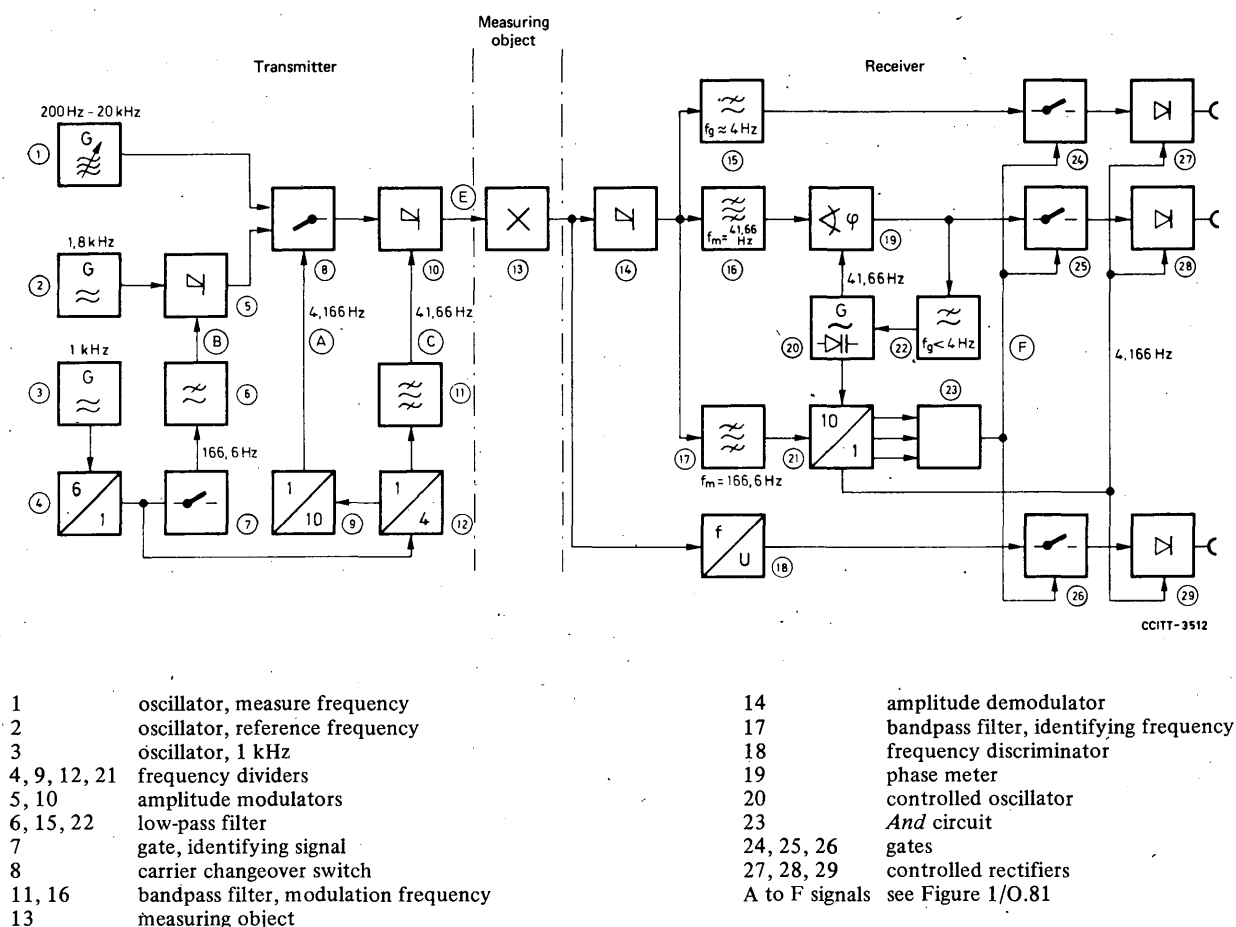 Measuring
object
Transmitter
Receiver
200 Hz – 20 kHz
G
1
1,8 kHz
G
2
5
B
1 kHz
G
3
6
166,6 Hz
6
1
4
7
8
4,166 Hz
A
1
10
9
10
41,66 Hz
C
11
1
4
12
E
13
14
fg ≈ 4 Hz
15
fm = 41,66
Hz
16
17
fm = 166,6 Hz
f
U
18
φ
19
41,66 Hz
G
20
fg < 4 Hz
22
10
1
21
23
F
24
25
26
4,166 Hz
27
28
29
CCITT-3512
1 oscillator, measure frequency
2 oscillator, reference frequency
3 oscillator, 1 kHz
4, 9, 12, 21 frequency dividers
5, 10 amplitude modulators
6, 15, 22 low-pass filter
7 gate, identifying signal
8 carrier changeover switch
11, 16 bandpass filter, modulation frequency
13 measuring object
14 amplitude demodulator
17 bandpass filter, identifying frequency
18 frequency discriminator
19 phase meter
20 controlled oscillator
23 And circuit
24, 25, 26 gates
27, 28, 29 controlled rectifiers
A to F signals see Figure 1/O.81